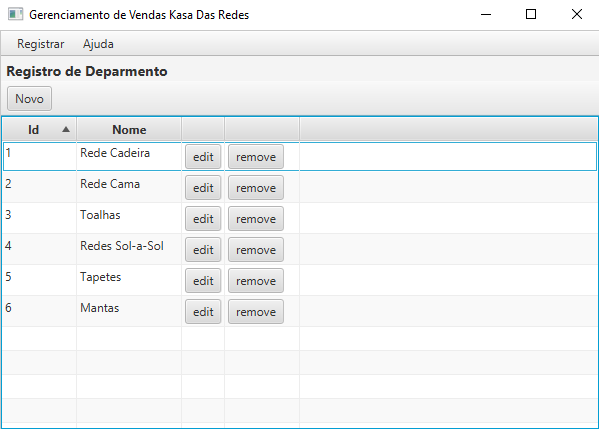 Gerenciamento de Vendas Kasa Das Redes
Registrar Ajuda
Registro de Deparmento
Novo
Id Nome
1 Rede Cadeira edit remove
2 Rede Cama edit remove
3 Toalhas edit remove
4 Redes Sol-a-Sol edit remove
5 Tapetes edit remove
6 Mantas edit remove